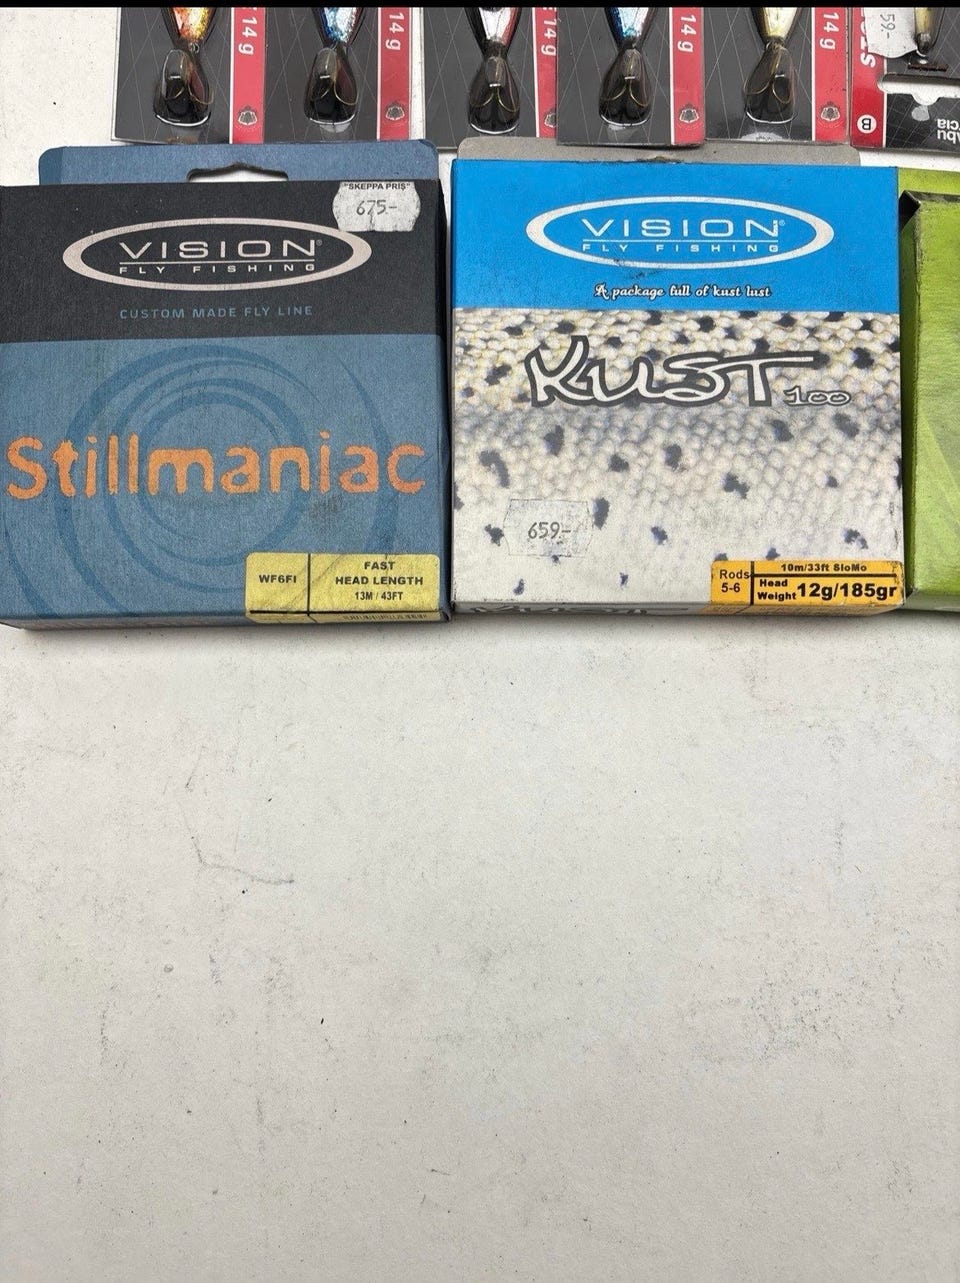 14 g
14 g
14 g
14 g
14 g
59-
B
Abu
rcia
"SKEPPA PRIS"
675-
VISION®
FLY FISHING
CUSTOM MADE FLY LINE
Stillmaniac
WF6FI
FAST
HEAD LENGTH
13M / 43FT
VISION®
FLY FISHING
A package full of kust lust
KUST 100
659:-
Rods
5-6
10m/33ft SloMo
Head
Weight 12g/185gr